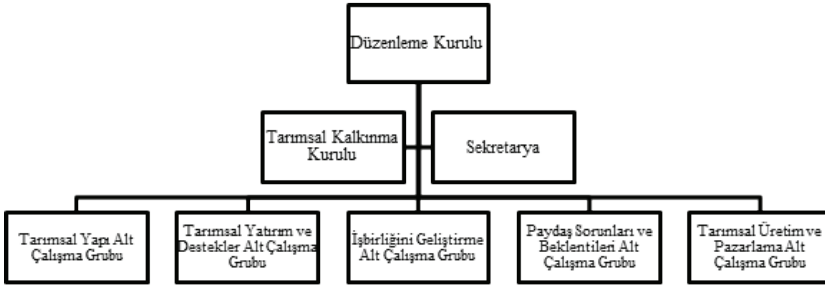 Düzenleme Kurulu
Tarımsal Kalkınma
Kurulu
Sekretarya
Tarımsal Yapı Alt
Çalışma Grubu
Tarımsal Yatırım ve
Destekler Alt Çalışma
Grubu
İşbirliğini Geliştirme
Alt Çalışma Grubu
Paydaş Sorunları ve
Beklentileri Alt
Çalışma Grubu
Tarımsal Üretim ve
Pazarlama Alt
Çalışma Grubu